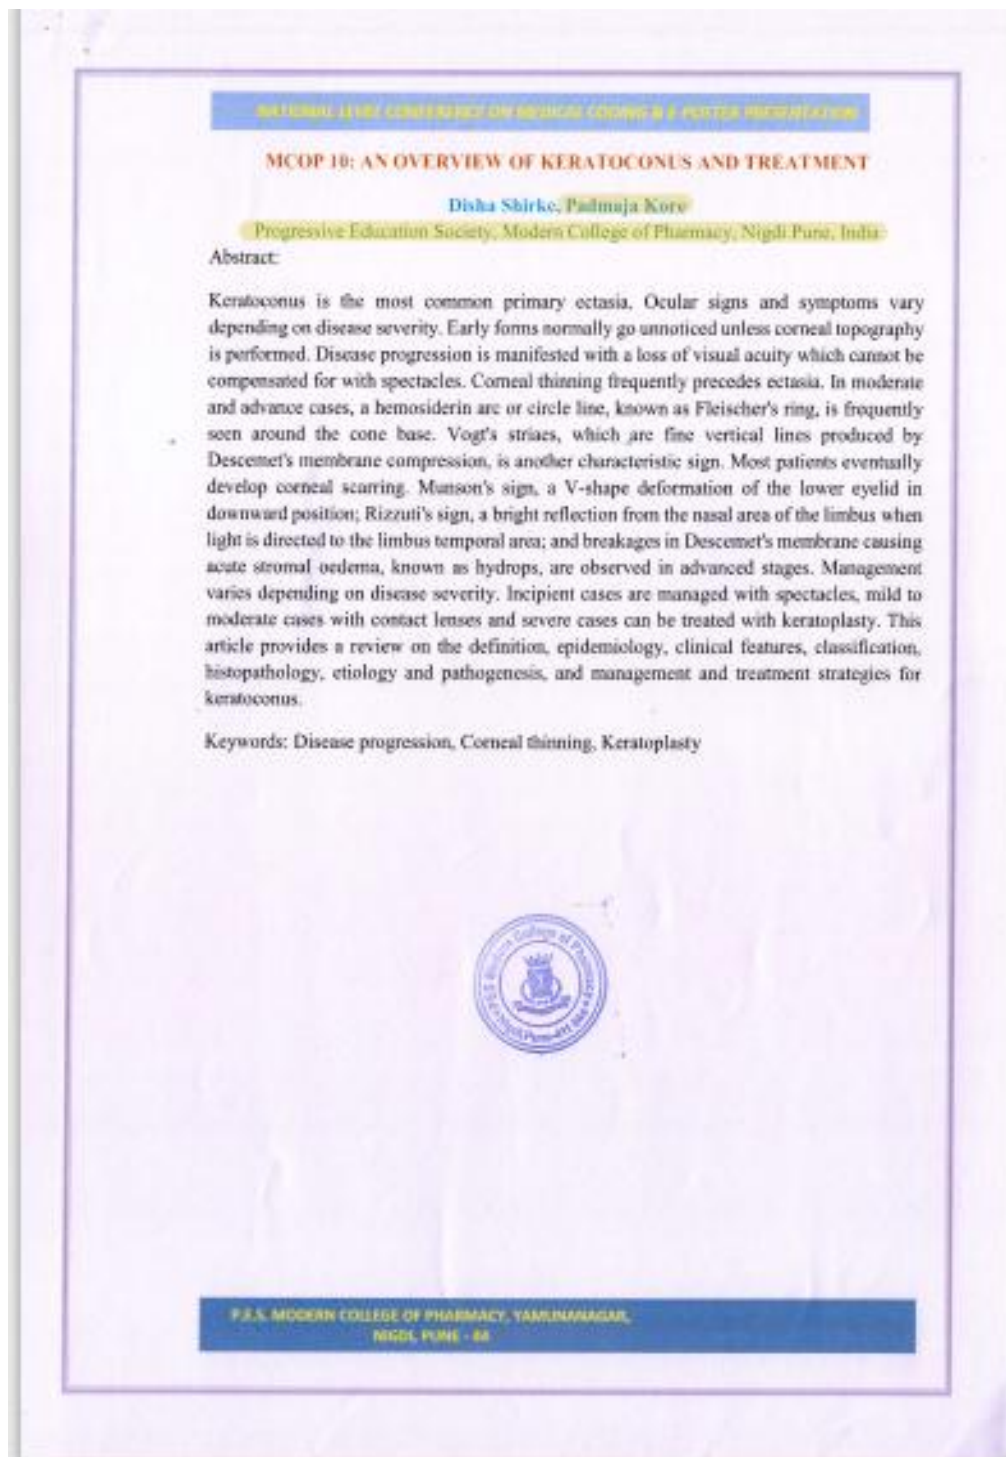 NATIONAL LEVEL CONFERENCE ON MEDICAL CODING & E-POSTER PRESENTATION
MCOP 10: AN OVERVIEW OF KERATOCONUS AND TREATMENT
Disha Shirke, Padmaja Kore
Progressive Education Society, Modern College of Pharmacy, Nigdi Pune, India
Abstract:
Keratoconus is the most common primary ectasia. Ocular signs and symptoms vary
depending on disease severity. Early forms normally go unnoticed unless corneal topography
is performed. Disease progression is manifested with a loss of visual acuity which cannot be
compensated for with spectacles. Corneal thinning frequently precedes ectasia. In moderate
and advance cases, a hemosiderin arc or circle line, known as Fleischer's ring, is frequently
seen around the cone base. Vogt's striaes, which are fine vertical lines produced by
Descemet's membrane compression, is another characteristic sign. Most patients eventually
develop corneal scarring. Munson's sign, a V-shape deformation of the lower eyelid in
downward position; Rizzuti's sign, a bright reflection from the nasal area of the limbus when
light is directed to the limbus temporal area; and breakages in Descemet's membrane causing
acute stromal oedema, known as hydrops, are observed in advanced stages. Management
varies depending on disease severity. Incipient cases are managed with spectacles, mild to
moderate cases with contact lenses and severe cases can be treated with keratoplasty. This
article provides a review on the definition, epidemiology, clinical features, classification,
histopathology, etiology and pathogenesis, and management and treatment strategies for
keratoconus.
Keywords: Disease progression, Corneal thinning, Keratoplasty
Modern College of Pharmacy
P.E.S. MODERN COLLEGE OF PHARMACY, YAMUNANAGAR,
NIGDI, PUNE - 44